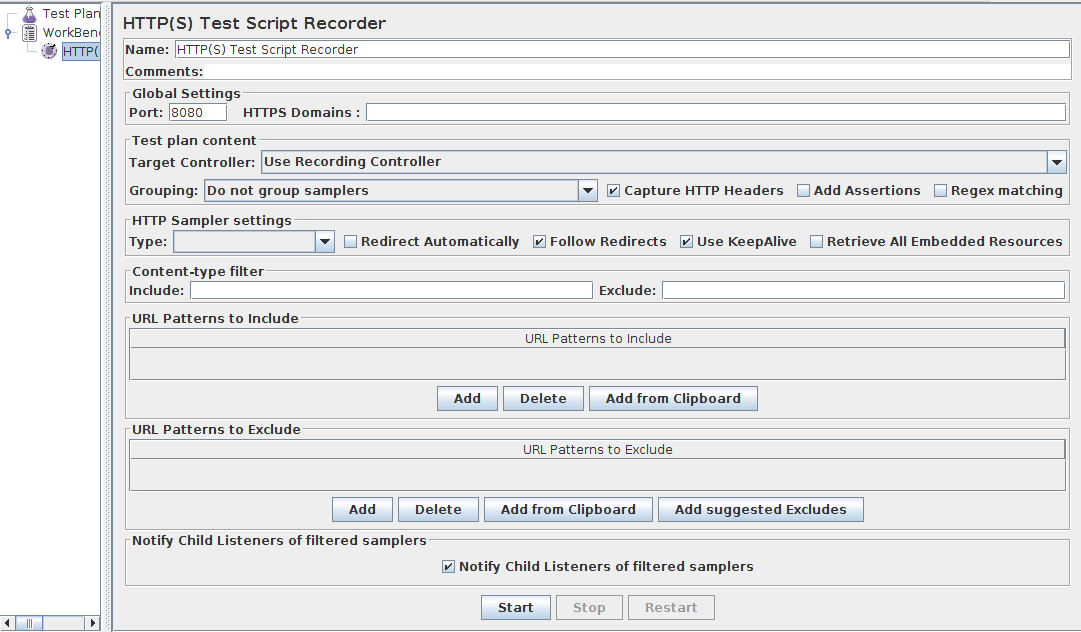 Test Plan
WorkBen
HTTP(
HTTP(S) Test Script Recorder
Name: HTTP(S) Test Script Recorder
Comments:
Global Settings
Port: 8080 HTTPS Domains :
Test plan content
Target Controller: Use Recording Controller
Grouping: Do not group samplers Capture HTTP Headers Add Assertions Regex matching
HTTP Sampler settings
Type: Redirect Automatically Follow Redirects Use KeepAlive Retrieve All Embedded Resources
Content-type filter
Include: Exclude:
URL Patterns to Include
URL Patterns to Include
Add Delete Add from Clipboard
URL Patterns to Exclude
URL Patterns to Exclude
Add Delete Add from Clipboard Add suggested Excludes
Notify Child Listeners of filtered samplers
Notify Child Listeners of filtered samplers
Start Stop Restart